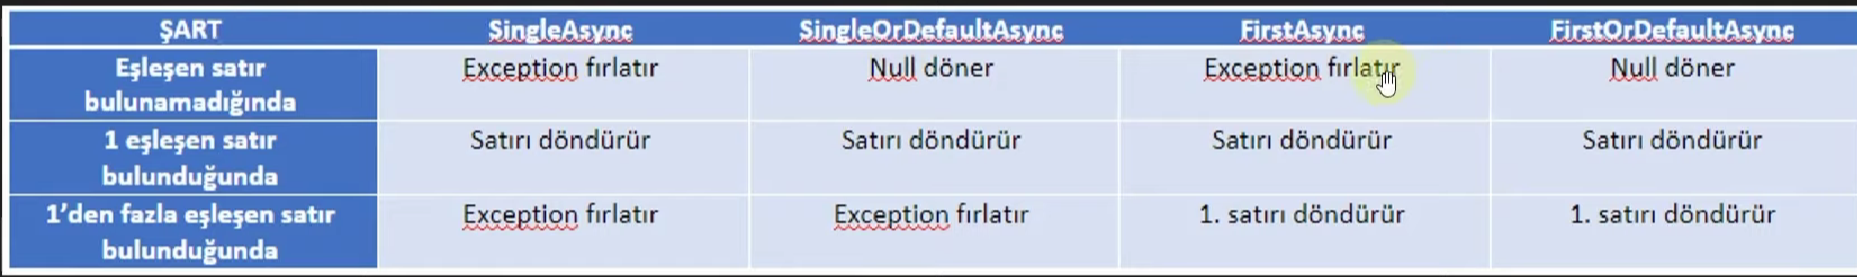 ŞART SingleAsync SingleOrDefaultAsync FirstAsync FirstOrDefaultAsync
Eşleşen satır Exception fırlatır Null döner Exception fırlatır Null döner
bulunamadığında
1 eşleşen satır Satırı döndürür Satırı döndürür Satırı döndürür Satırı döndürür
bulunduğunda
1'den fazla eşleşen satır Exception fırlatır Exception fırlatır 1. satırı döndürür 1. satırı döndürür
bulunduğunda